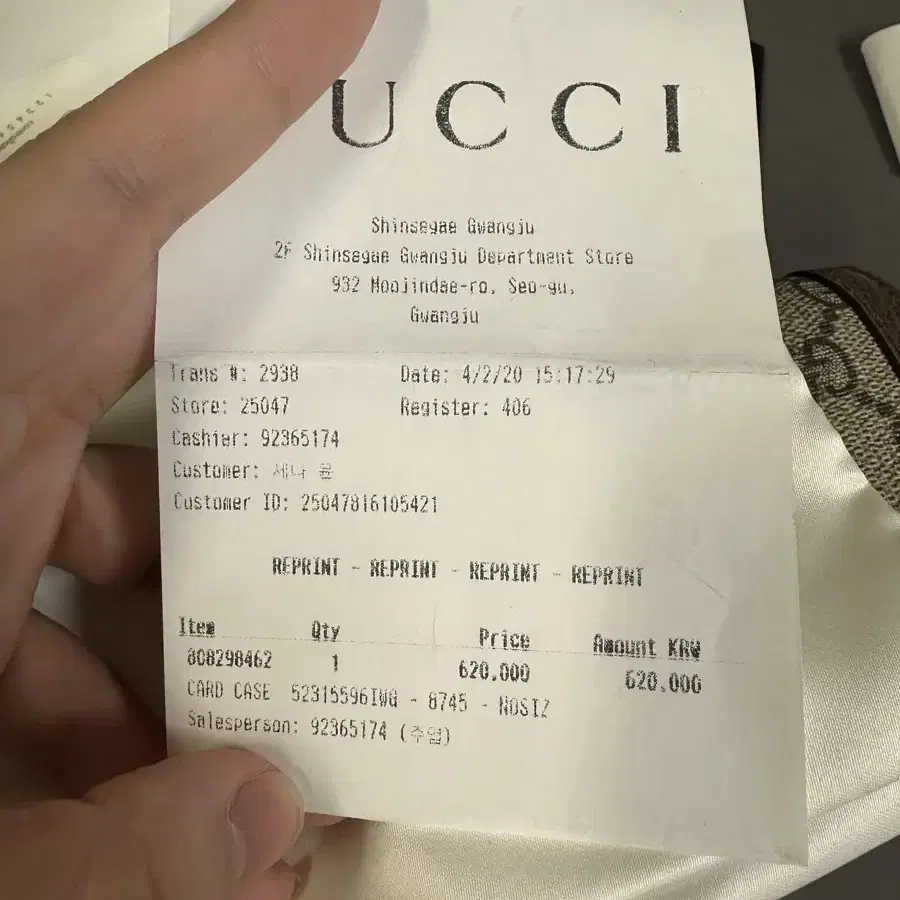 UCCI
Shinsegae Gwangju
2F Shinsegae Gwangju Department Store
932 Moojindae-ro, Seo-gu,
Gwangju
Trans #: 2938 Date: 4/2/20 15:17:29
Store: 25047 Register: 406
Cashier: 92365174
Customer: 세나 윤
Customer ID: 25047816105421
REPRINT - REPRINT - REPRINT - REPRINT
Item Qty Price Amount KRW
808298462 1 620,000 620,000
CARD CASE 52315596IWG - 8745 - NOSIZ
Salesperson: 92365174 (주엽)